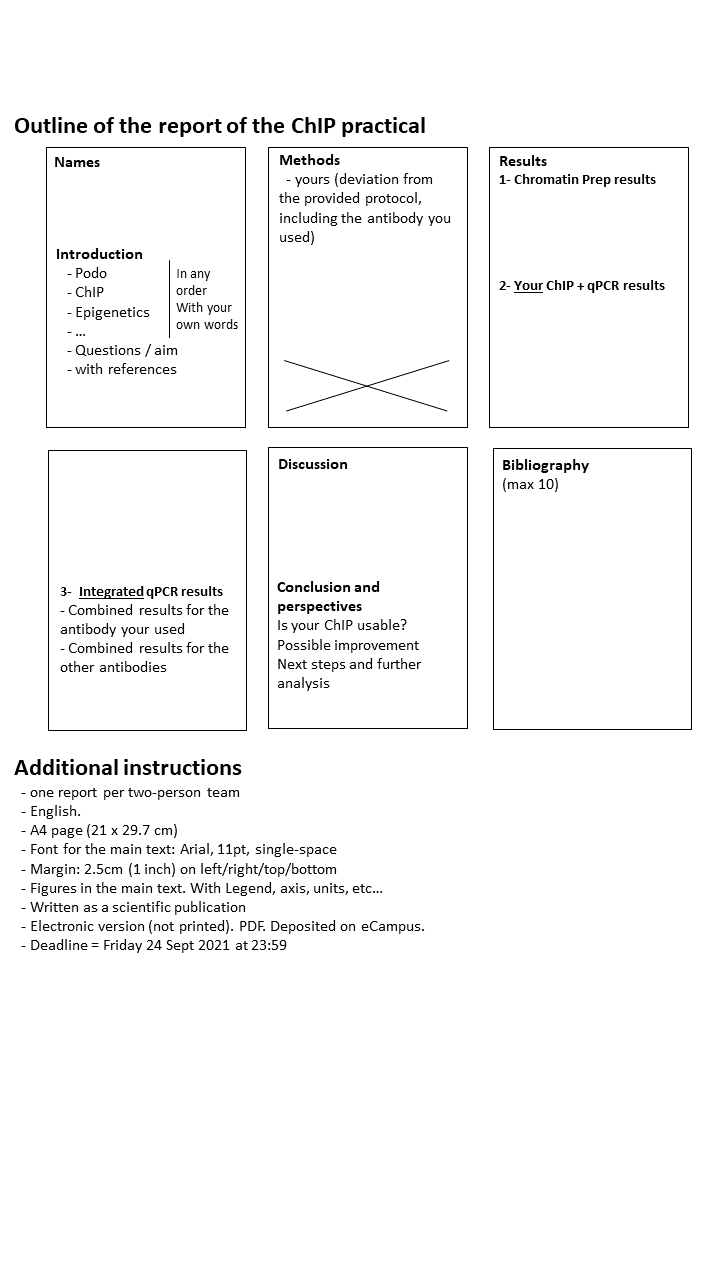 Outline of the report of the ChIP practical
Names
Introduction
- Podo
- ChIP
- Epigenetics
- ...
In any
order
With your
own words
- Questions / aim
- with references
Methods
- yours (deviation from
the provided protocol,
including the antibody you
used)
Results
1- Chromatin Prep results
2- Your ChIP + qPCR results
3- Integrated qPCR results
- Combined results for the
antibody your used
- Combined results for the
other antibodies
Discussion
Conclusion and
perspectives
Is your ChIP usable?
Possible improvement
Next steps and further
analysis
Bibliography
(max 10)
Additional instructions
- one report per two-person team
- English.
- A4 page (21 x 29.7 cm)
- Font for the main text: Arial, 11pt, single-space
- Margin: 2.5cm (1 inch) on left/right/top/bottom
- Figures in the main text. With Legend, axis, units, etc...
- Written as a scientific publication
- Electronic version (not printed). PDF. Deposited on eCampus.
- Deadline = Friday 24 Sept 2021 at 23:59